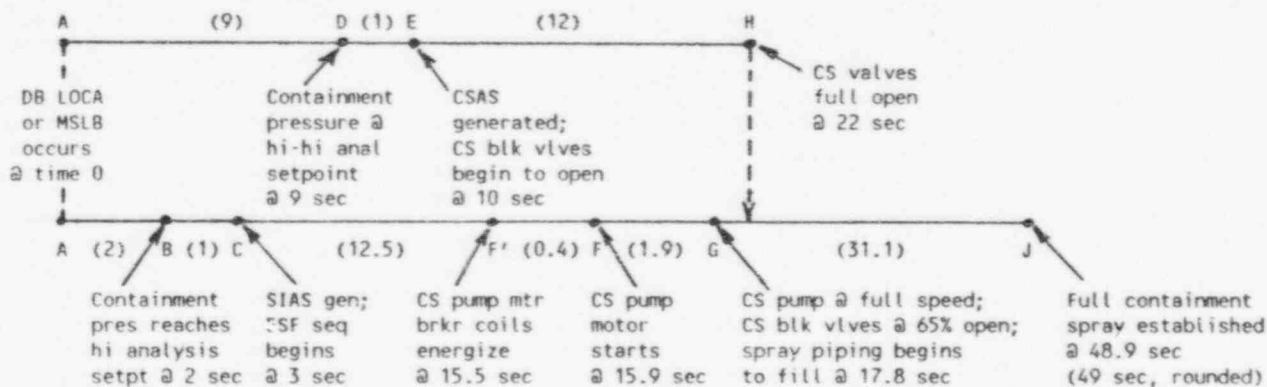 A (9) D (1) E (12) H
DB LOCA
or MSLB
occurs
@ time 0
Containment
pressure @
hi-hi anal
setpoint
@ 9 sec
CSAS
generated;
CS blk vlves
begin to open
@ 10 sec
CS valves
full open
@ 22 sec
A (2) B (1) C (12.5) F' (0.4) F (1.9) G (31.1) J
Containment
pres reaches
hi analysis
setpt @ 2 sec
SIAS gen;
ESF seq
begins
@ 3 sec
CS pump mtr
brkr coils
energize
@ 15.5 sec
CS pump
motor
starts
@ 15.9 sec
CS pump @ full speed;
CS blk vlves @ 65% open;
spray piping begins
to fill @ 17.8 sec
Full containment
spray established
@ 48.9 sec
(49 sec, rounded)